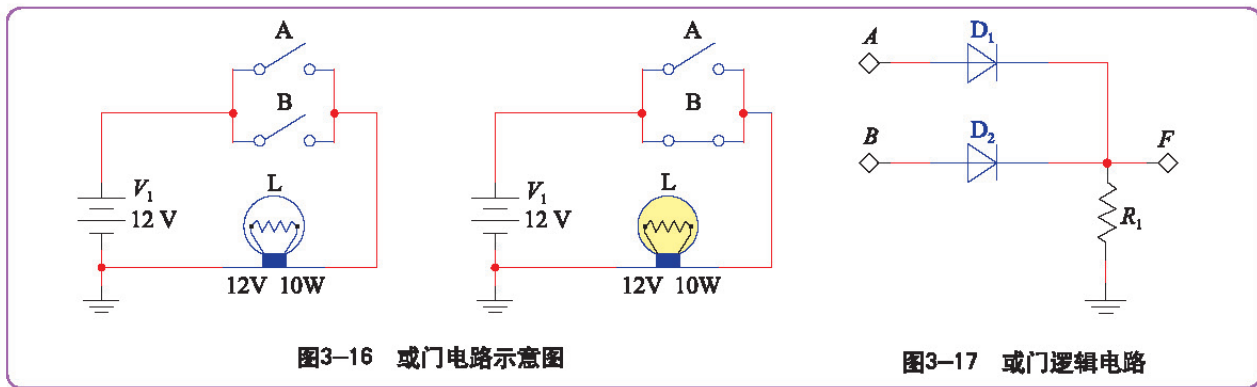 A
B
V₁
12 V
L
12V 10W
图3-16 或门电路示意图
A
B
V₁
12 V
L
12V 10W
A
D₁
B
D₂
F
R₁
图3-17 或门逻辑电路